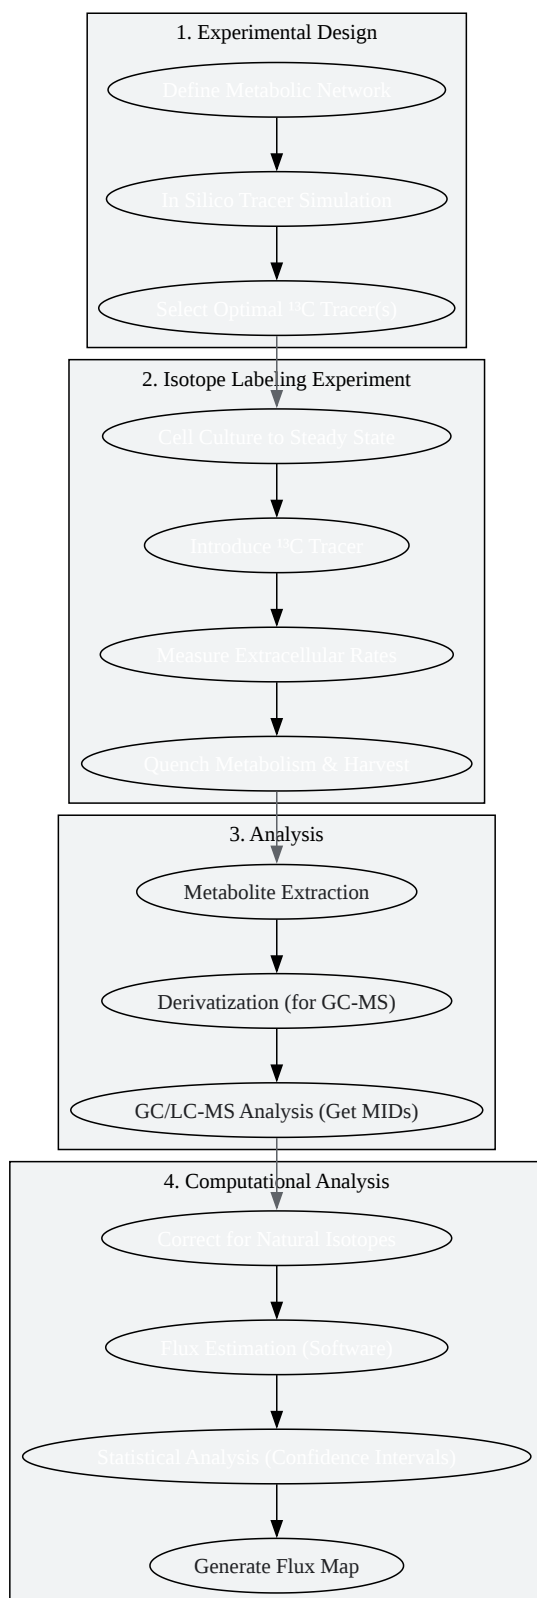 1. Experimental Design
Define Metabolic Network
In Silico Tracer Simulation
Select Optimal ¹³C Tracer(s)
2. Isotope Labeling Experiment
Cell Culture to Steady State
Introduce ¹³C Tracer
Measure Extracellular Rates
Quench Metabolism & Harvest
3. Analysis
Metabolite Extraction
Derivatization (for GC-MS)
GC/LC-MS Analysis (Get MIDs)
4. Computational Analysis
Correct for Natural Isotopes
Flux Estimation (Software)
Statistical Analysis (Confidence Intervals)
Generate Flux Map